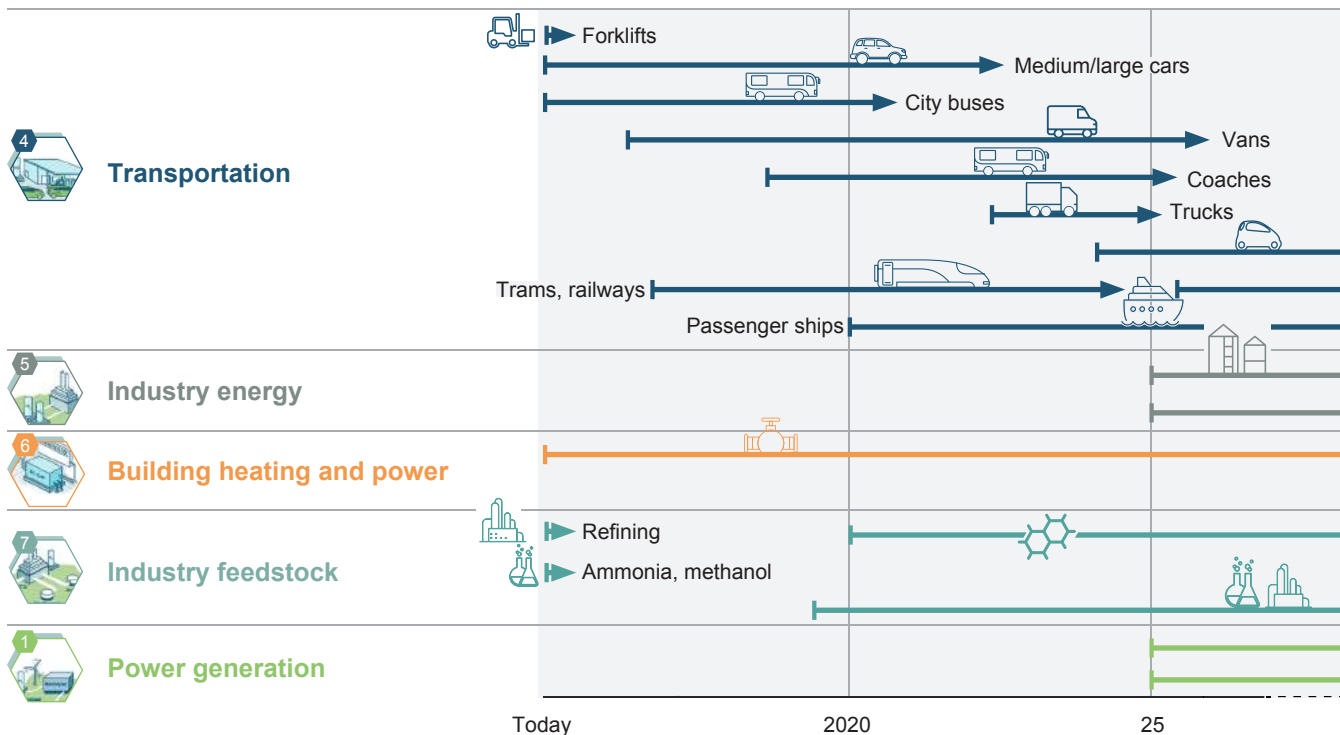 Forklifts
Medium/large cars
City buses
4
Transportation
Vans
Coaches
Trucks
Trams, railways
Passenger ships
5
Industry energy
6
Building heating and power
Refining
7
Industry feedstock
Ammonia, methanol
1
Power generation
Today
2020
25